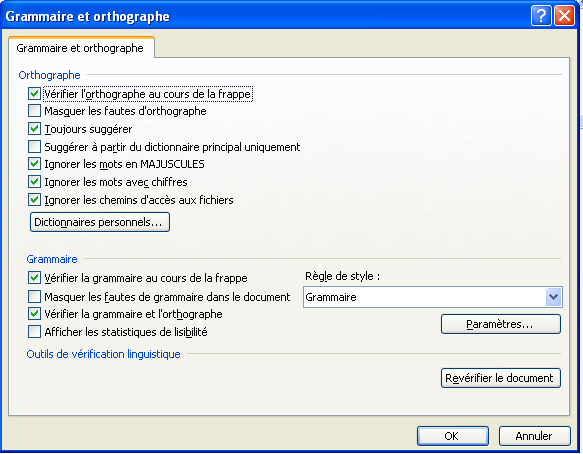 Grammaire et orthographe
Grammaire et orthographe
Orthographe
Vérifier l'orthographe au cours de la frappe
Masquer les fautes d'orthographe
Toujours suggérer
Suggérer à partir du dictionnaire principal uniquement
Ignorer les mots en MAJUSCULES
Ignorer les mots avec chiffres
Ignorer les chemins d'accès aux fichiers
Dictionnaires personnels...
Grammaire
Vérifier la grammaire au cours de la frappe
Règle de style :
Masquer les fautes de grammaire dans le document
Grammaire
Vérifier la grammaire et l'orthographe
Paramètres...
Afficher les statistiques de lisibilité
Outils de vérification linguistique
Revérifier le document
OK
Annuler